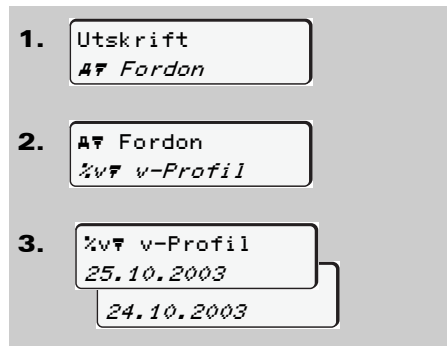 1. Utskrift
A▼ Fordon
2. A▼ Fordon
%v▼ v-Profil
3. %v▼ v-Profil
25.10.2003
24.10.2003